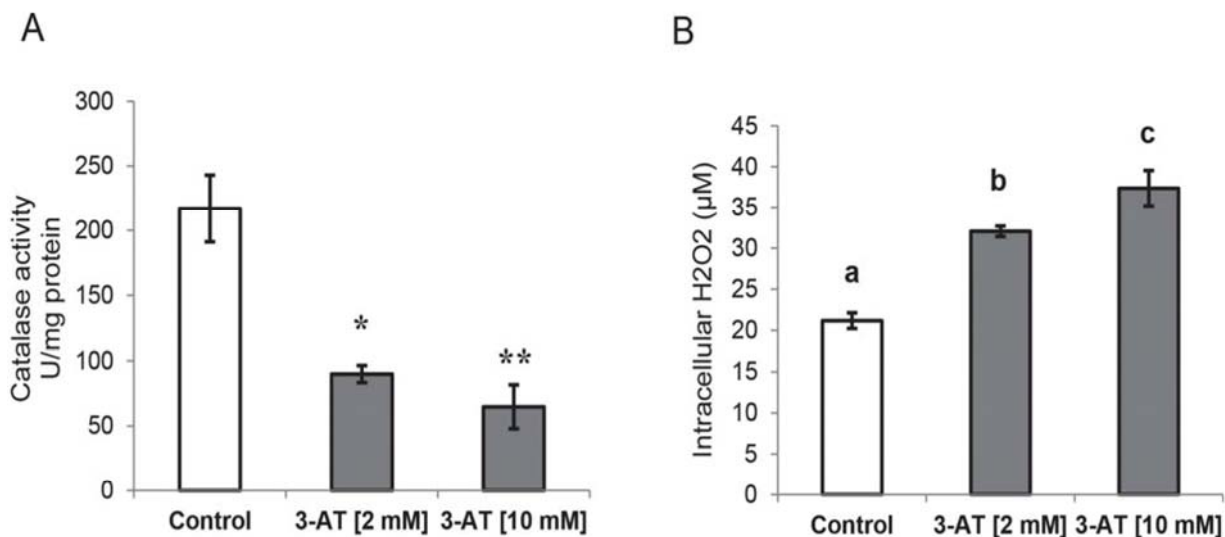 A
Catalase activity
U/mg protein
300
250
200
150
100
50
0
*
**
Control
3-AT [2 mM]
3-AT [10 mM]
B
Intracellular H2O2 (µM)
45
40
35
30
25
20
15
10
5
0
a
b
c
Control
3-AT [2 mM]
3-AT [10 mM]